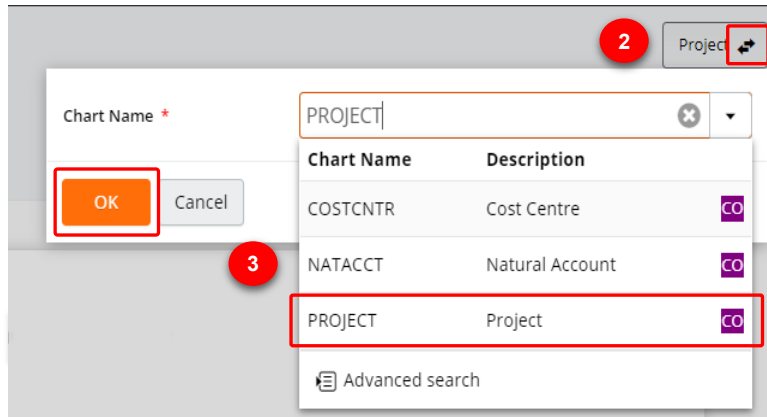 2
Project
Chart Name *
PROJECT
Chart Name Description
OK
Cancel
COSTCNTR Cost Centre CO
3
NATACCT Natural Account CO
PROJECT Project CO
Advanced search